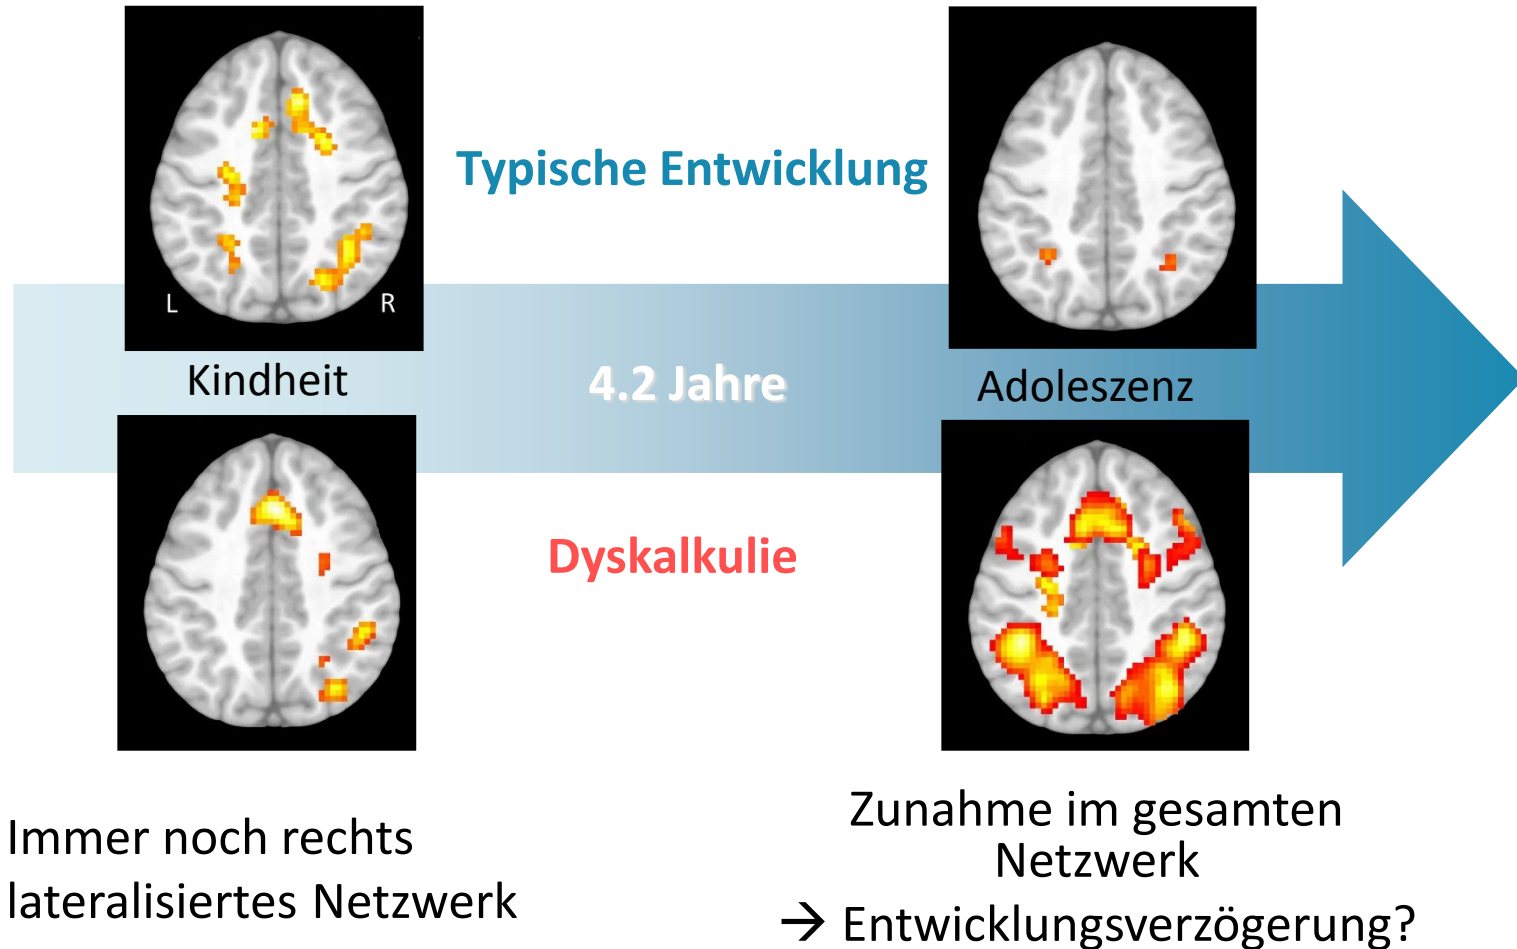 L R
Typische Entwicklung
Kindheit
4.2 Jahre
Adoleszenz
Dyskalkulie
Immer noch rechts
lateralisiertes Netzwerk
Zunahme im gesamten
Netzwerk
→ Entwicklungsverzögerung?